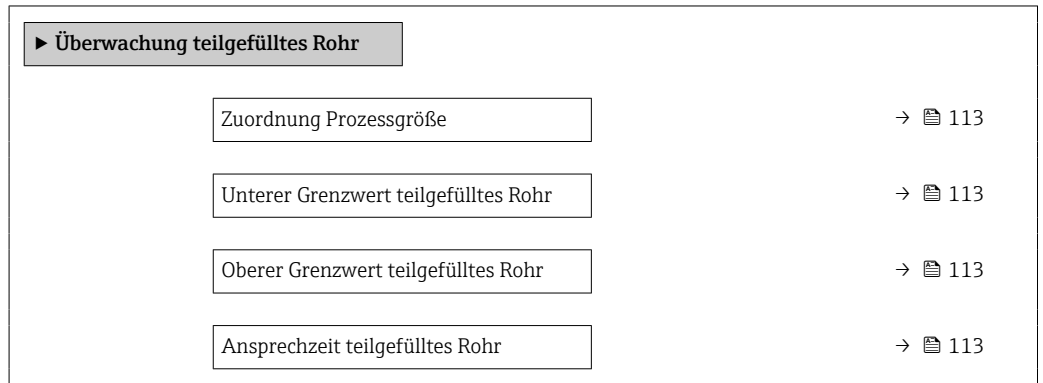 ▶ Überwachung teilgefülltes Rohr
Zuordnung Prozessgröße → 113
Unterer Grenzwert teilgefülltes Rohr → 113
Oberer Grenzwert teilgefülltes Rohr → 113
Ansprechzeit teilgefülltes Rohr → 113